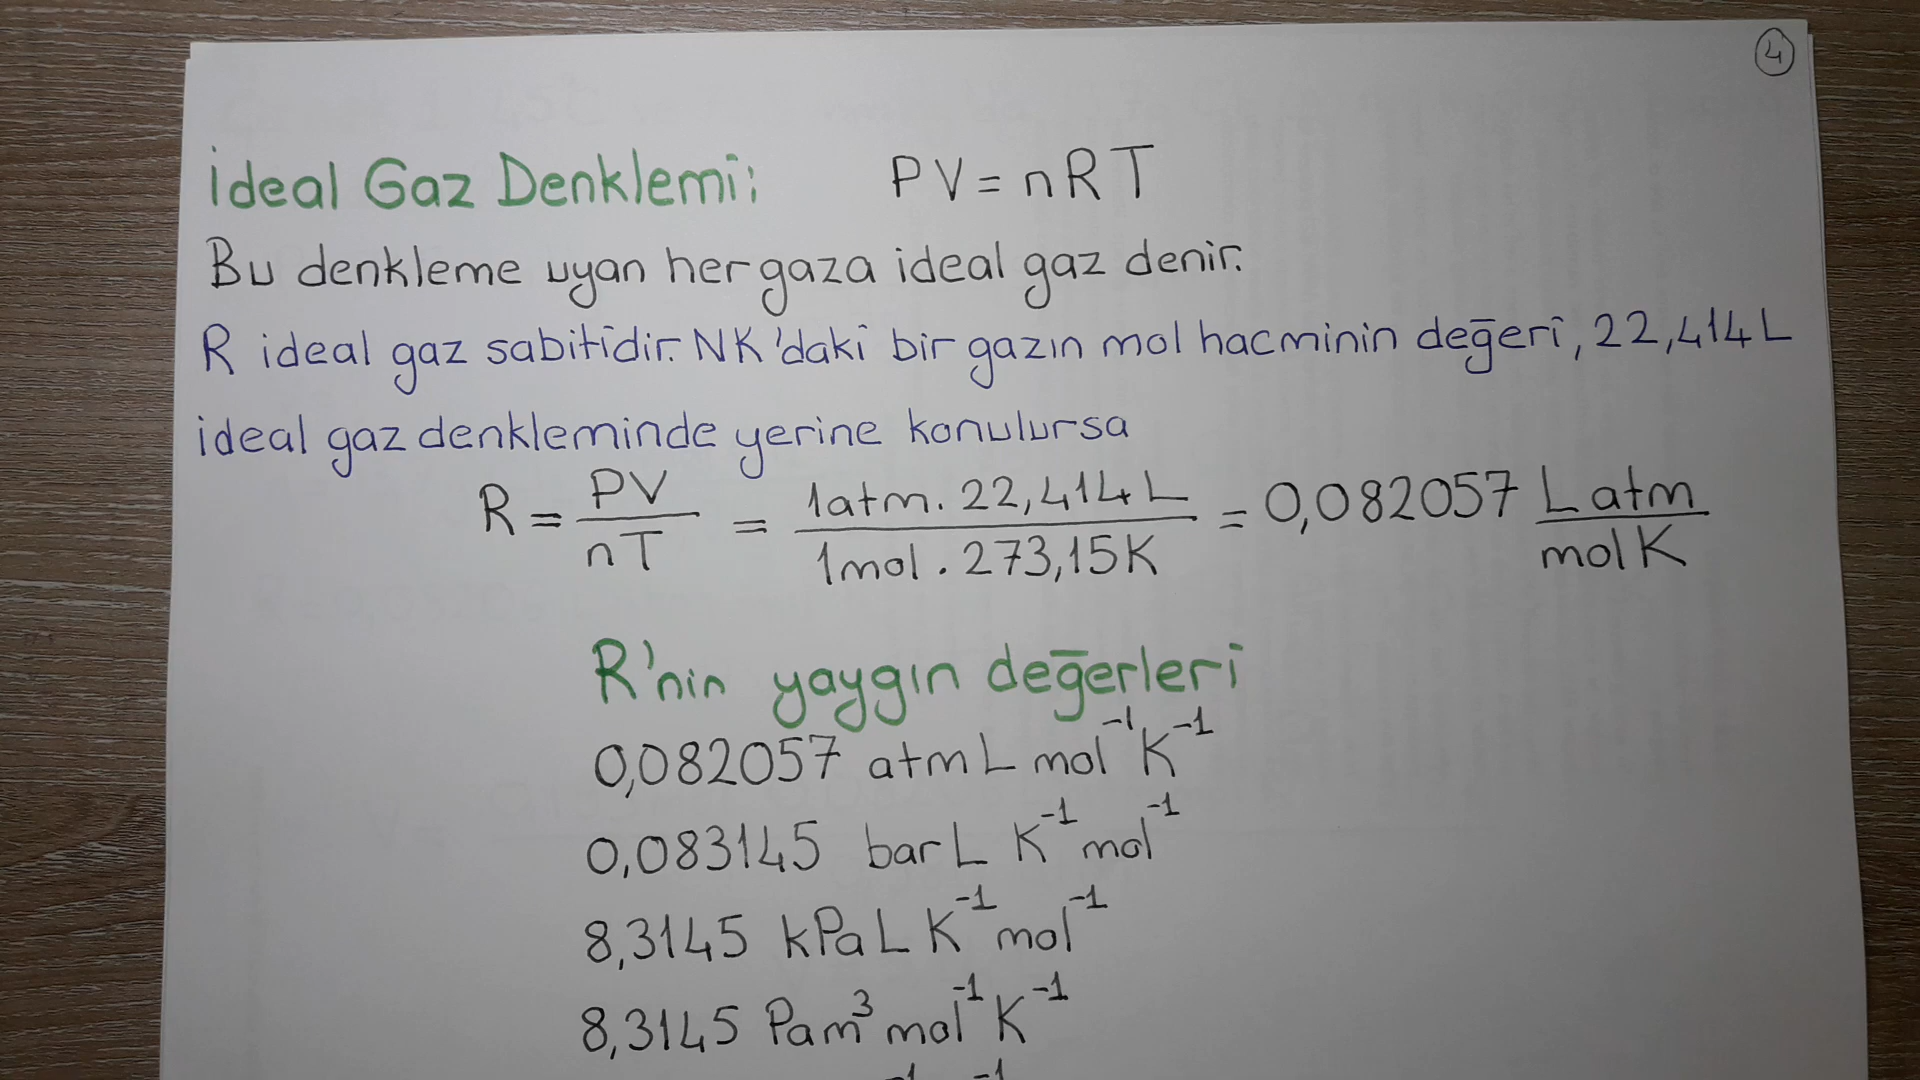 4
İdeal Gaz Denklemi: PV = nRT
Bu denkleme uyan her gaza ideal gaz denir.
R ideal gaz sabitidir. NK'daki bir gazın mol hacminin değeri, 22,414 L
ideal gaz denkleminde yerine konulursa
R = PV/nT = 1atm . 22,414 L / 1mol . 273,15K = 0,082057 L atm / mol K
R'nin yaygın değerleri
0,082057 atm L mol⁻¹ K⁻¹
0,083145 bar L K⁻¹ mol⁻¹
8,3145 kPa L K⁻¹ mol⁻¹
8,3145 Pa m³ mol⁻¹ K⁻¹